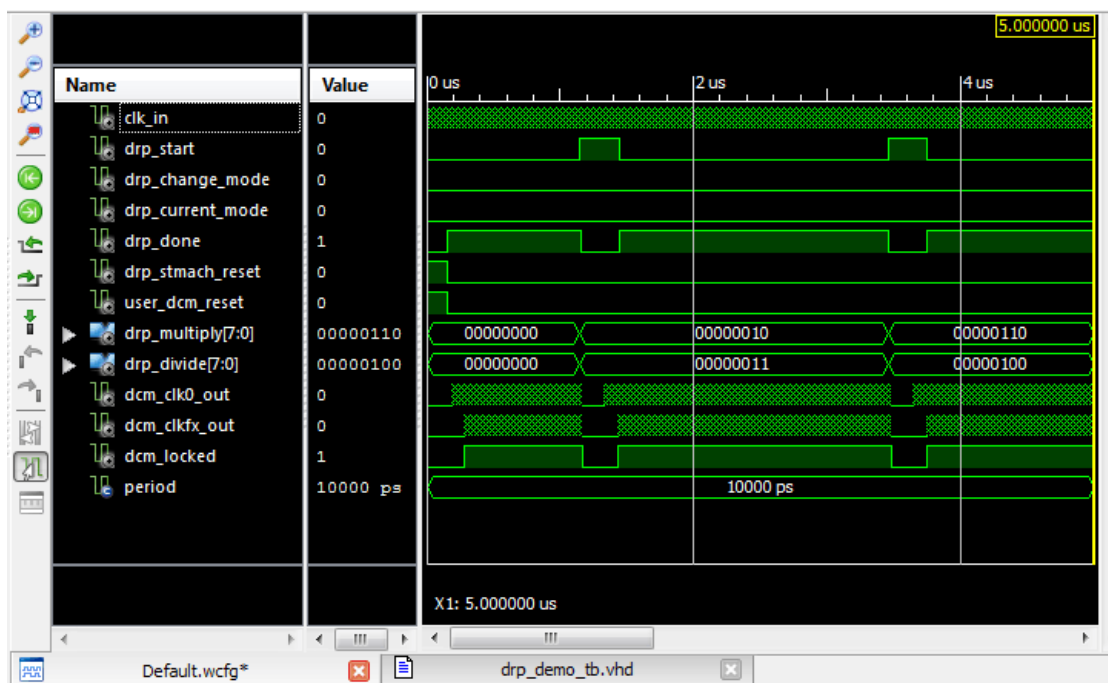 5.000000 us
Name Value 0 us 2 us 4 us
clk_in 0
drp_start 0
drp_change_mode 0
drp_current_mode 0
drp_done 1
drp_stmach_reset 0
user_dcm_reset 0
drp_multiply[7:0] 00000110 00000000 00000010 00000110
drp_divide[7:0] 00000100 00000000 00000011 00000100
dcm_clk0_out 0
dcm_clkfx_out 0
dcm_locked 1
period 10000 ps 10000 ps
X1: 5.000000 us
Default.wcfg* drp_demo_tb.vhd